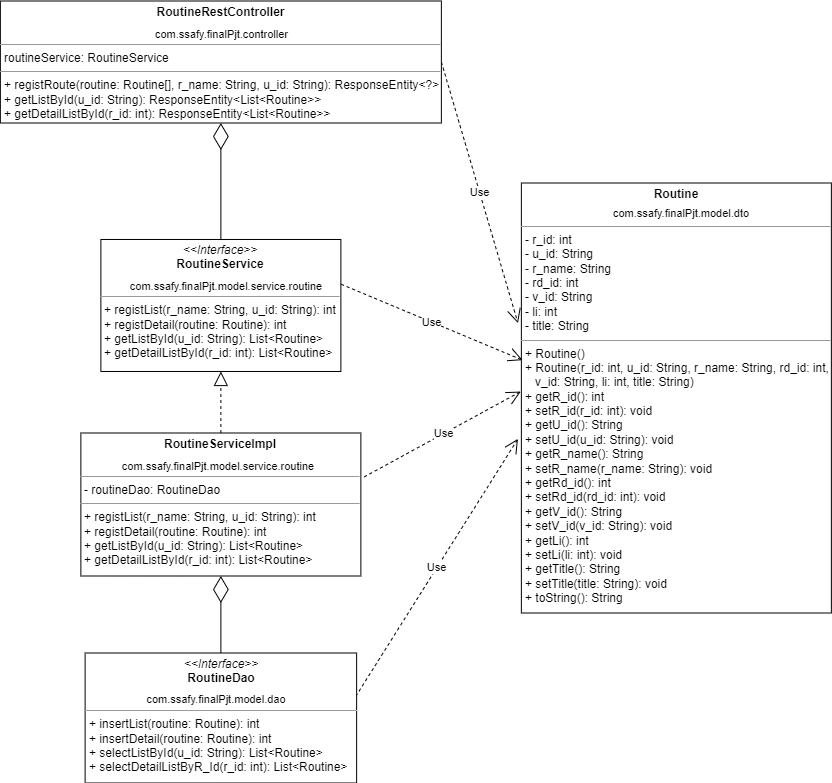 RoutineRestController
com.ssafy.finalPjt.controller
routineService: RoutineService
+ registRoute(routine: Routine[], r_name: String, u_id: String): ResponseEntity<?>
+ getListById(u_id: String): ResponseEntity<List<Routine>>
+ getDetailListById(r_id: int): ResponseEntity<List<Routine>>
Use
<<Interface>>
RoutineService
com.ssafy.finalPjt.model.service.routine
+ registList(r_name: String, u_id: String): int
+ registDetail(routine: Routine): int
+ getListById(u_id: String): List<Routine>
+ getDetailListById(r_id: int): List<Routine>
Use
RoutineServiceImpl
com.ssafy.finalPjt.model.service.routine
- routineDao: RoutineDao
+ registList(r_name: String, u_id: String): int
+ registDetail(routine: Routine): int
+ getListById(u_id: String): List<Routine>
+ getDetailListById(r_id: int): List<Routine>
Use
<<Interface>>
RoutineDao
com.ssafy.finalPjt.model.dao
+ insertList(routine: Routine): int
+ insertDetail(routine: Routine): int
+ selectListById(u_id: String): List<Routine>
+ selectDetailListByR_Id(r_id: int): List<Routine>
Use
Routine
com.ssafy.finalPjt.model.dto
- r_id: int
- u_id: String
- r_name: String
- rd_id: int
- v_id: String
- li: int
- title: String
+ Routine()
+ Routine(r_id: int, u_id: String, r_name: String, rd_id: int,
v_id: String, li: int, title: String)
+ getR_id(): int
+ setR_id(r_id: int): void
+ getU_id(): String
+ setU_id(u_id: String): void
+ getR_name(): String
+ setR_name(r_name: String): void
+ getRd_id(): int
+ setRd_id(rd_id: int): void
+ getV_id(): String
+ setV_id(v_id: String): void
+ getLi(): int
+ setLi(li: int): void
+ getTitle(): String
+ setTitle(title: String): void
+ toString(): String